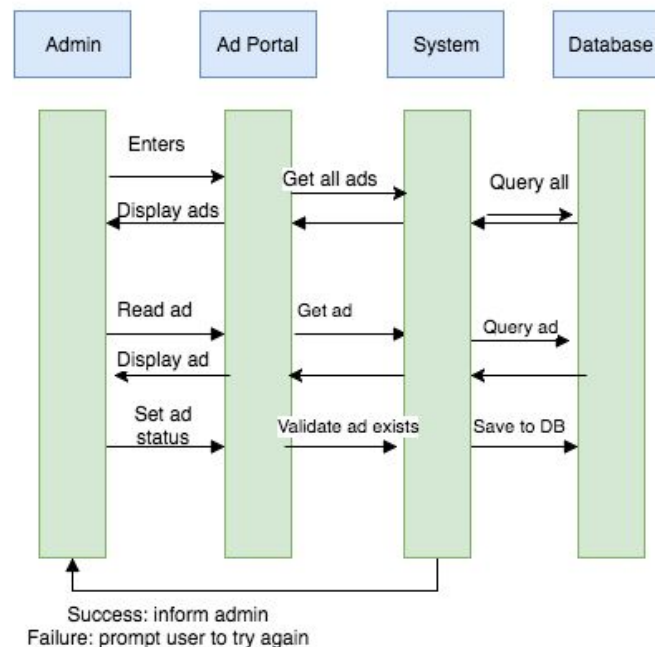 Admin
Ad Portal
System
Database
Enters
Get all ads
Query all
Display ads
Read ad
Get ad
Query ad
Display ad
Set ad
status
Validate ad exists
Save to DB
Success: inform admin
Failure: prompt user to try again